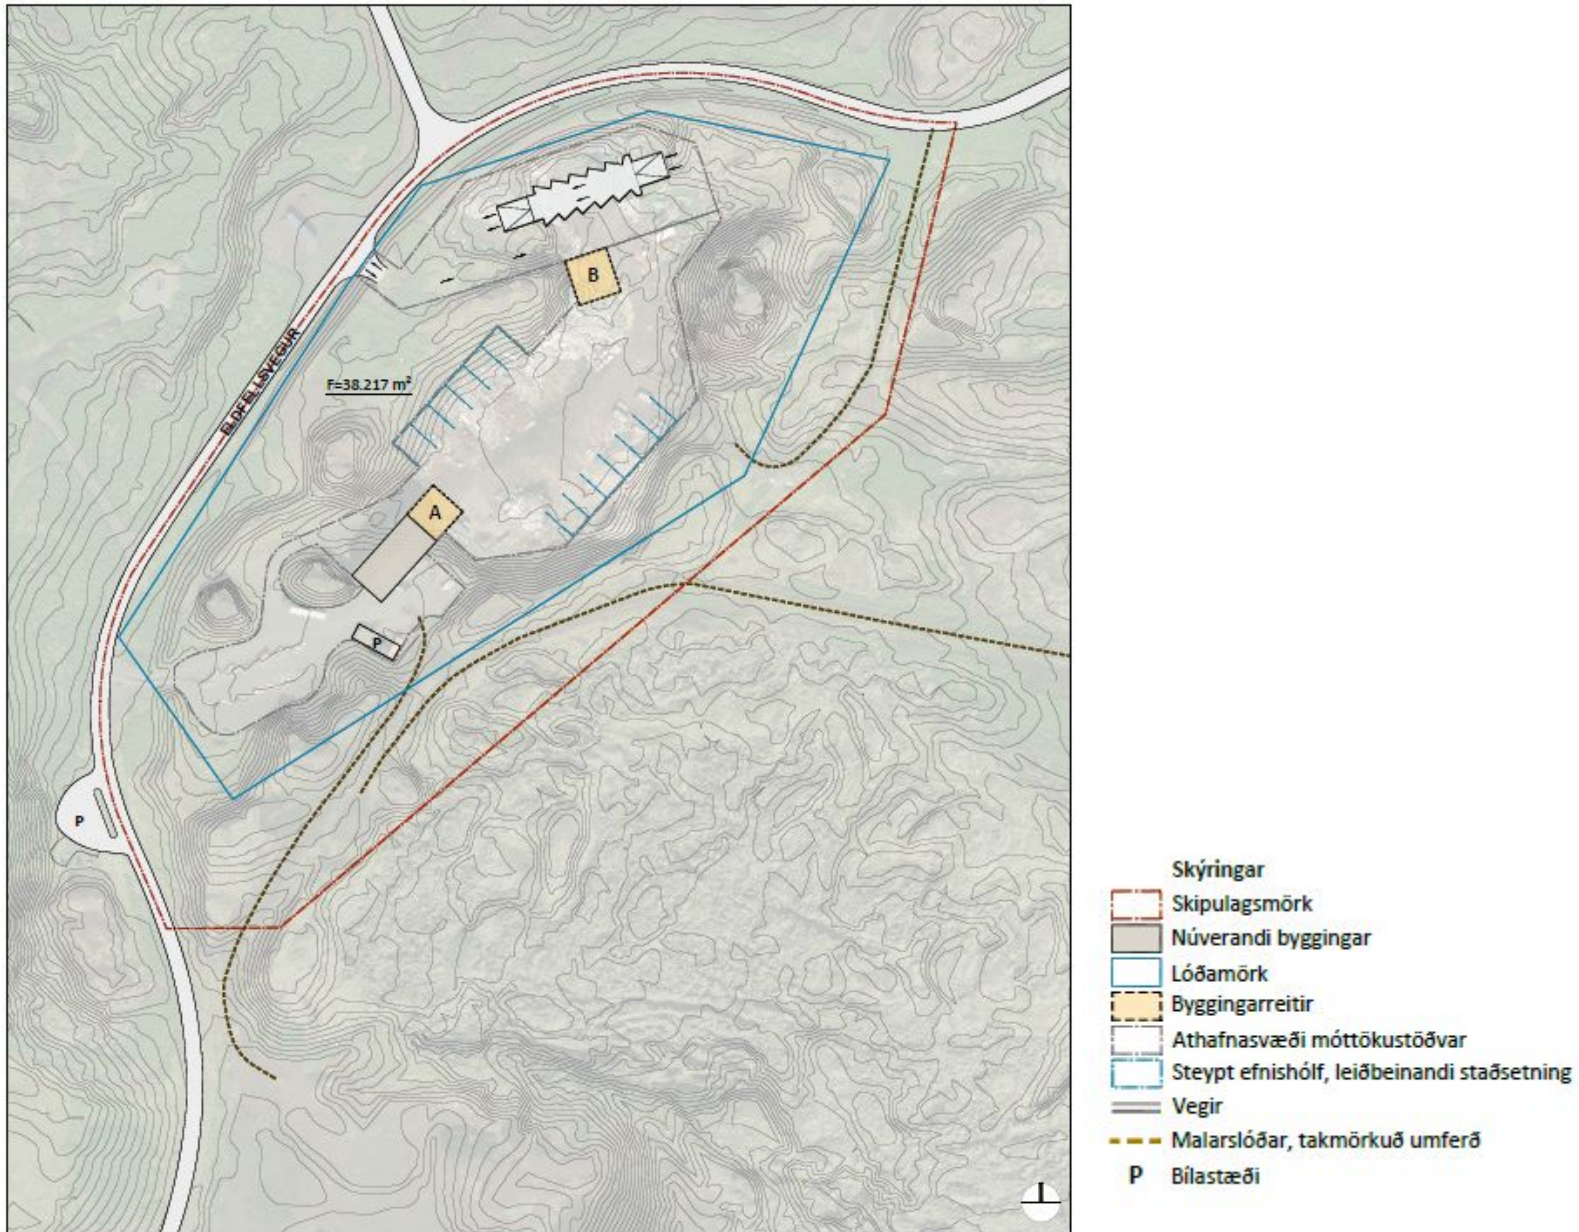 B
ELDFELLSVEGUR
F=38.217 m²
A
P
P
Skýringar
Skipulagsmörk
Núverandi byggingar
Lóðamörk
Byggingarreitir
Athafnasvæði móttökustöðvar
Steypt efnishólf, leiðbeinandi staðsetning
Vegir
Malarslóðar, takmörkuð umferð
P Bílastæði